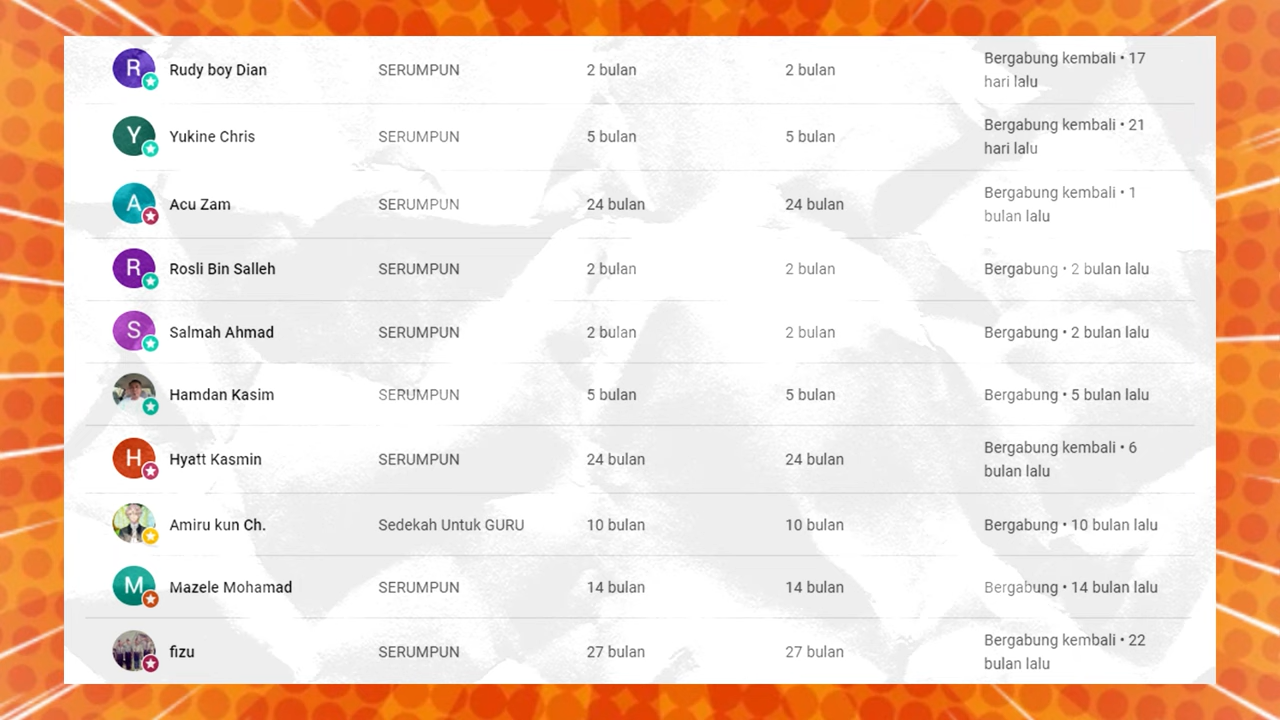 R Rudy boy Dian SERUMPUN 2 bulan 2 bulan Bergabung kembali • 17
hari lalu
Y Yukine Chris SERUMPUN 5 bulan 5 bulan Bergabung kembali • 21
hari lalu
A Acu Zam SERUMPUN 24 bulan 24 bulan Bergabung kembali • 1
bulan lalu
R Rosli Bin Salleh SERUMPUN 2 bulan 2 bulan Bergabung • 2 bulan lalu
S Salmah Ahmad SERUMPUN 2 bulan 2 bulan Bergabung • 2 bulan lalu
Hamdan Kasim SERUMPUN 5 bulan 5 bulan Bergabung • 5 bulan lalu
H Hyatt Kasmin SERUMPUN 24 bulan 24 bulan Bergabung kembali • 6
bulan lalu
Amiru kun Ch. Sedekah Untuk GURU 10 bulan 10 bulan Bergabung • 10 bulan lalu
M Mazele Mohamad SERUMPUN 14 bulan 14 bulan Bergabung • 14 bulan lalu
fizu SERUMPUN 27 bulan 27 bulan Bergabung kembali • 22
bulan lalu